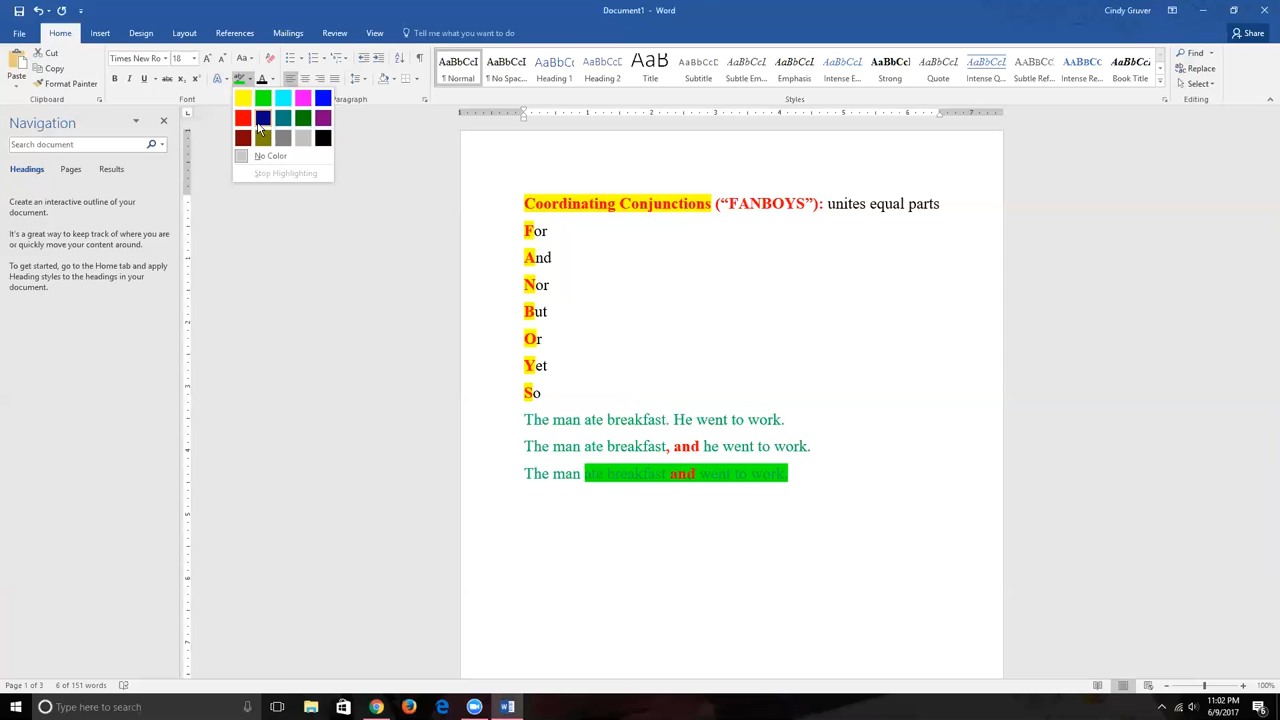 Document1 - Word
Cindy Gruver
File Home Insert Design Layout References Mailings Review View Tell me what you want to do Share
Cut
Copy
Format Painter
Paste
Clipboard
Times New Ro 18
Font
Paragraph
AaBbCcI AaBbCcI AaBbCc AaBbCcI AaB AaBbCcD AaBbCcI AaBbCcI AaBbCcI AaBbCcI AaBbCcI AaBbCcI AaBbCcI AaBbCcI AaBbCcI
¶ Normal ¶ No Spac... Heading 1 Heading 2 Title Subtitle Subtle Em... Emphasis Intense E... Strong Quote Intense Q... Subtle Ref... Intense Re... Book Title
Styles
Find
Replace
Select
Editing
No Color
Stop Highlighting
Navigation
Search document
Headings Pages Results
Create an interactive outline of your
document.
It's a great way to keep track of where you are
or quickly move your content around.
To get started, go to the Home tab and apply
Heading styles to the headings in your
document.
Coordinating Conjunctions (“FANBOYS”): unites equal parts
For
And
Nor
But
Or
Yet
So
The man ate breakfast. He went to work.
The man ate breakfast, and he went to work.
The man ate breakfast and went to work.
Page 1 of 3 6 of 151 words
100%
Type here to search
11:02 PM
6/9/2017